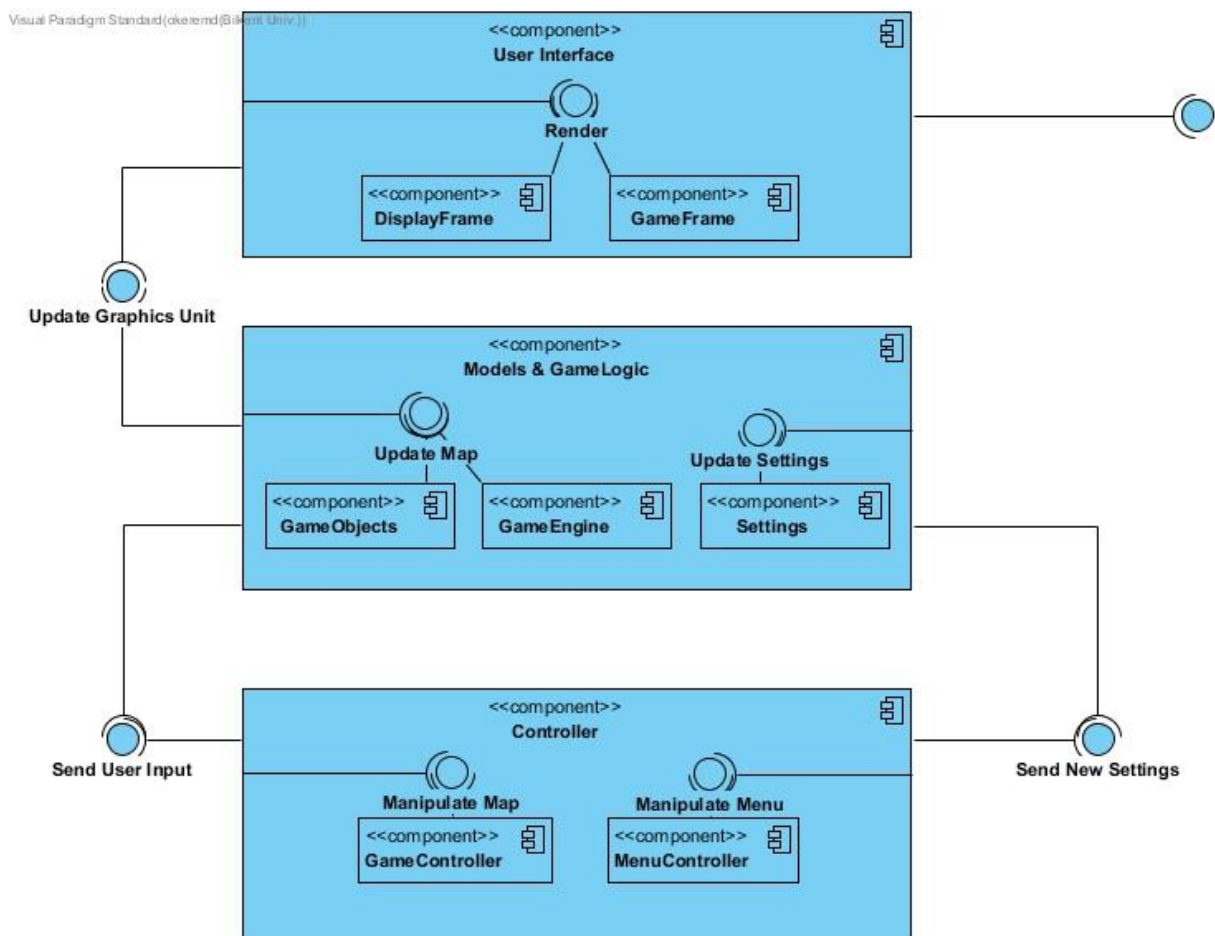 Visual Paradigm Standard(okeremd(Bilkent Univ.))
<<component>>
User Interface
Render
<<component>>
DisplayFrame
<<component>>
GameFrame
Update Graphics Unit
<<component>>
Models & GameLogic
Update Map
Update Settings
<<component>>
GameObjects
<<component>>
GameEngine
<<component>>
Settings
<<component>>
Controller
Send User Input
Send New Settings
Manipulate Map
Manipulate Menu
<<component>>
GameController
<<component>>
MenuController